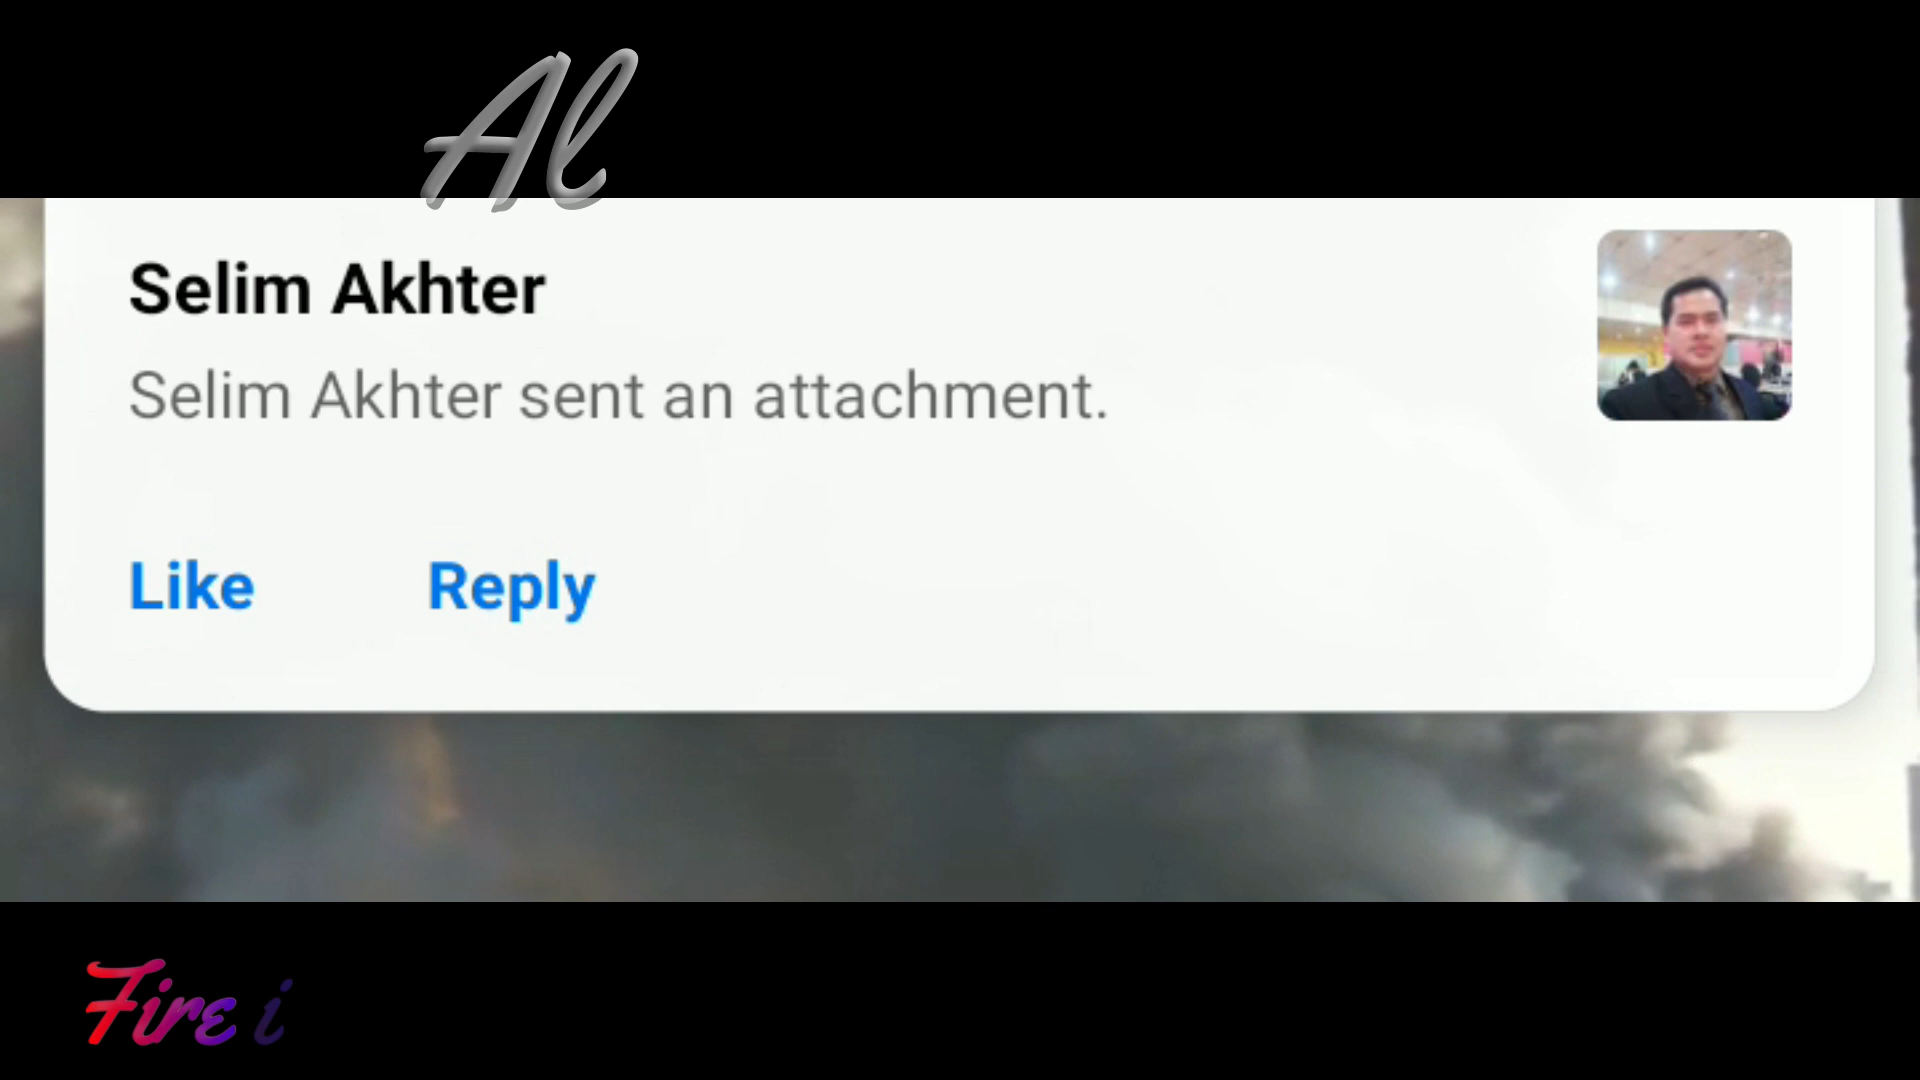 Al
Selim Akhter
Selim Akhter sent an attachment.
Like Reply
Fire i